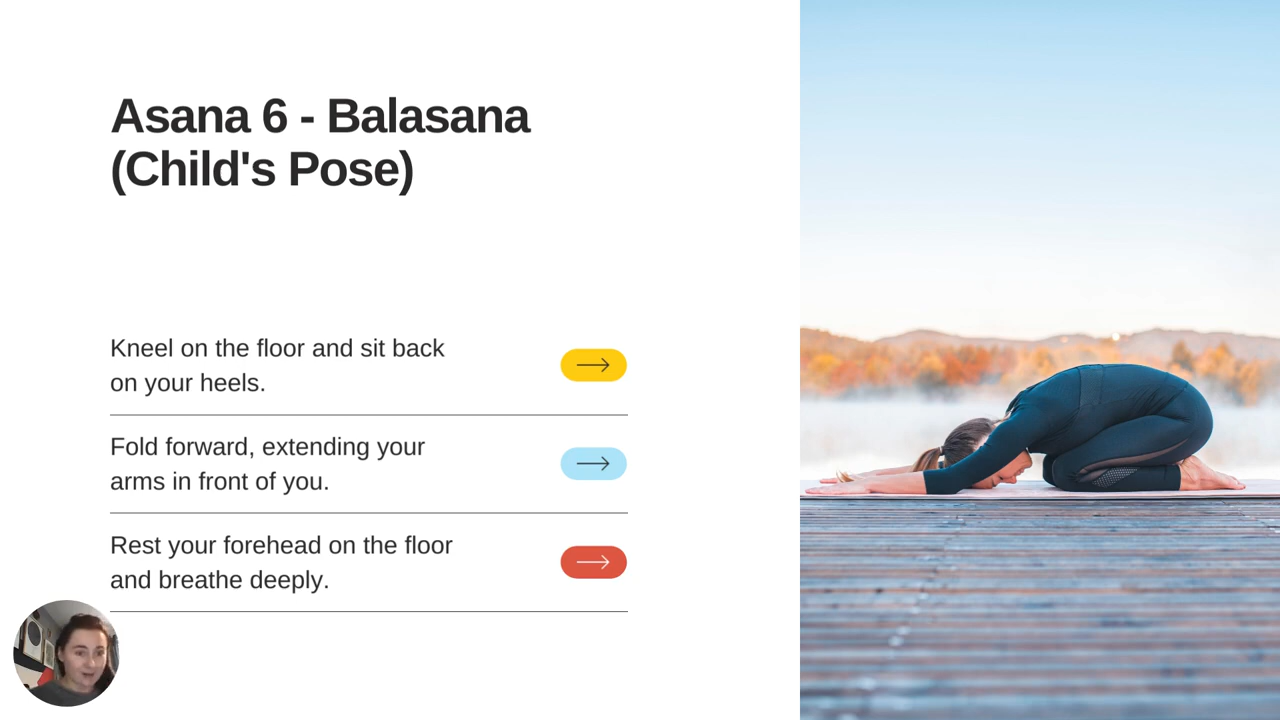 Asana 6 - Balasana
(Child's Pose)
Kneel on the floor and sit back
on your heels.
Fold forward, extending your
arms in front of you.
Rest your forehead on the floor
and breathe deeply.